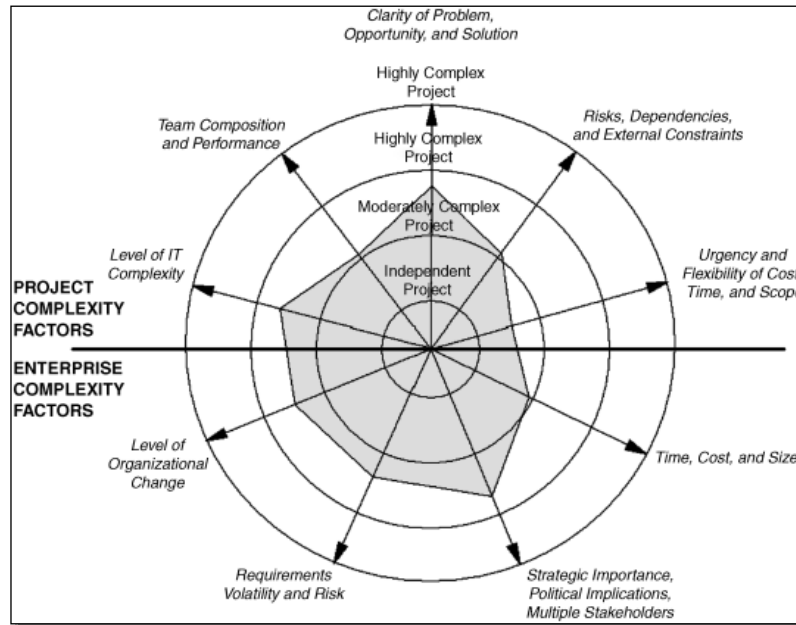 Clarity of Problem,
Opportunity, and Solution
Highly Complex
Project
Team Composition
and Performance
Risks, Dependencies,
and External Constraints
Highly Complex
Project
Moderately Complex
Project
Level of IT
Complexity
Independent
Project
Urgency and
Flexibility of Cost,
Time, and Scope
PROJECT
COMPLEXITY
FACTORS
ENTERPRISE
COMPLEXITY
FACTORS
Level of
Organizational
Change
Time, Cost, and Size
Requirements
Volatility and Risk
Strategic Importance,
Political Implications,
Multiple Stakeholders